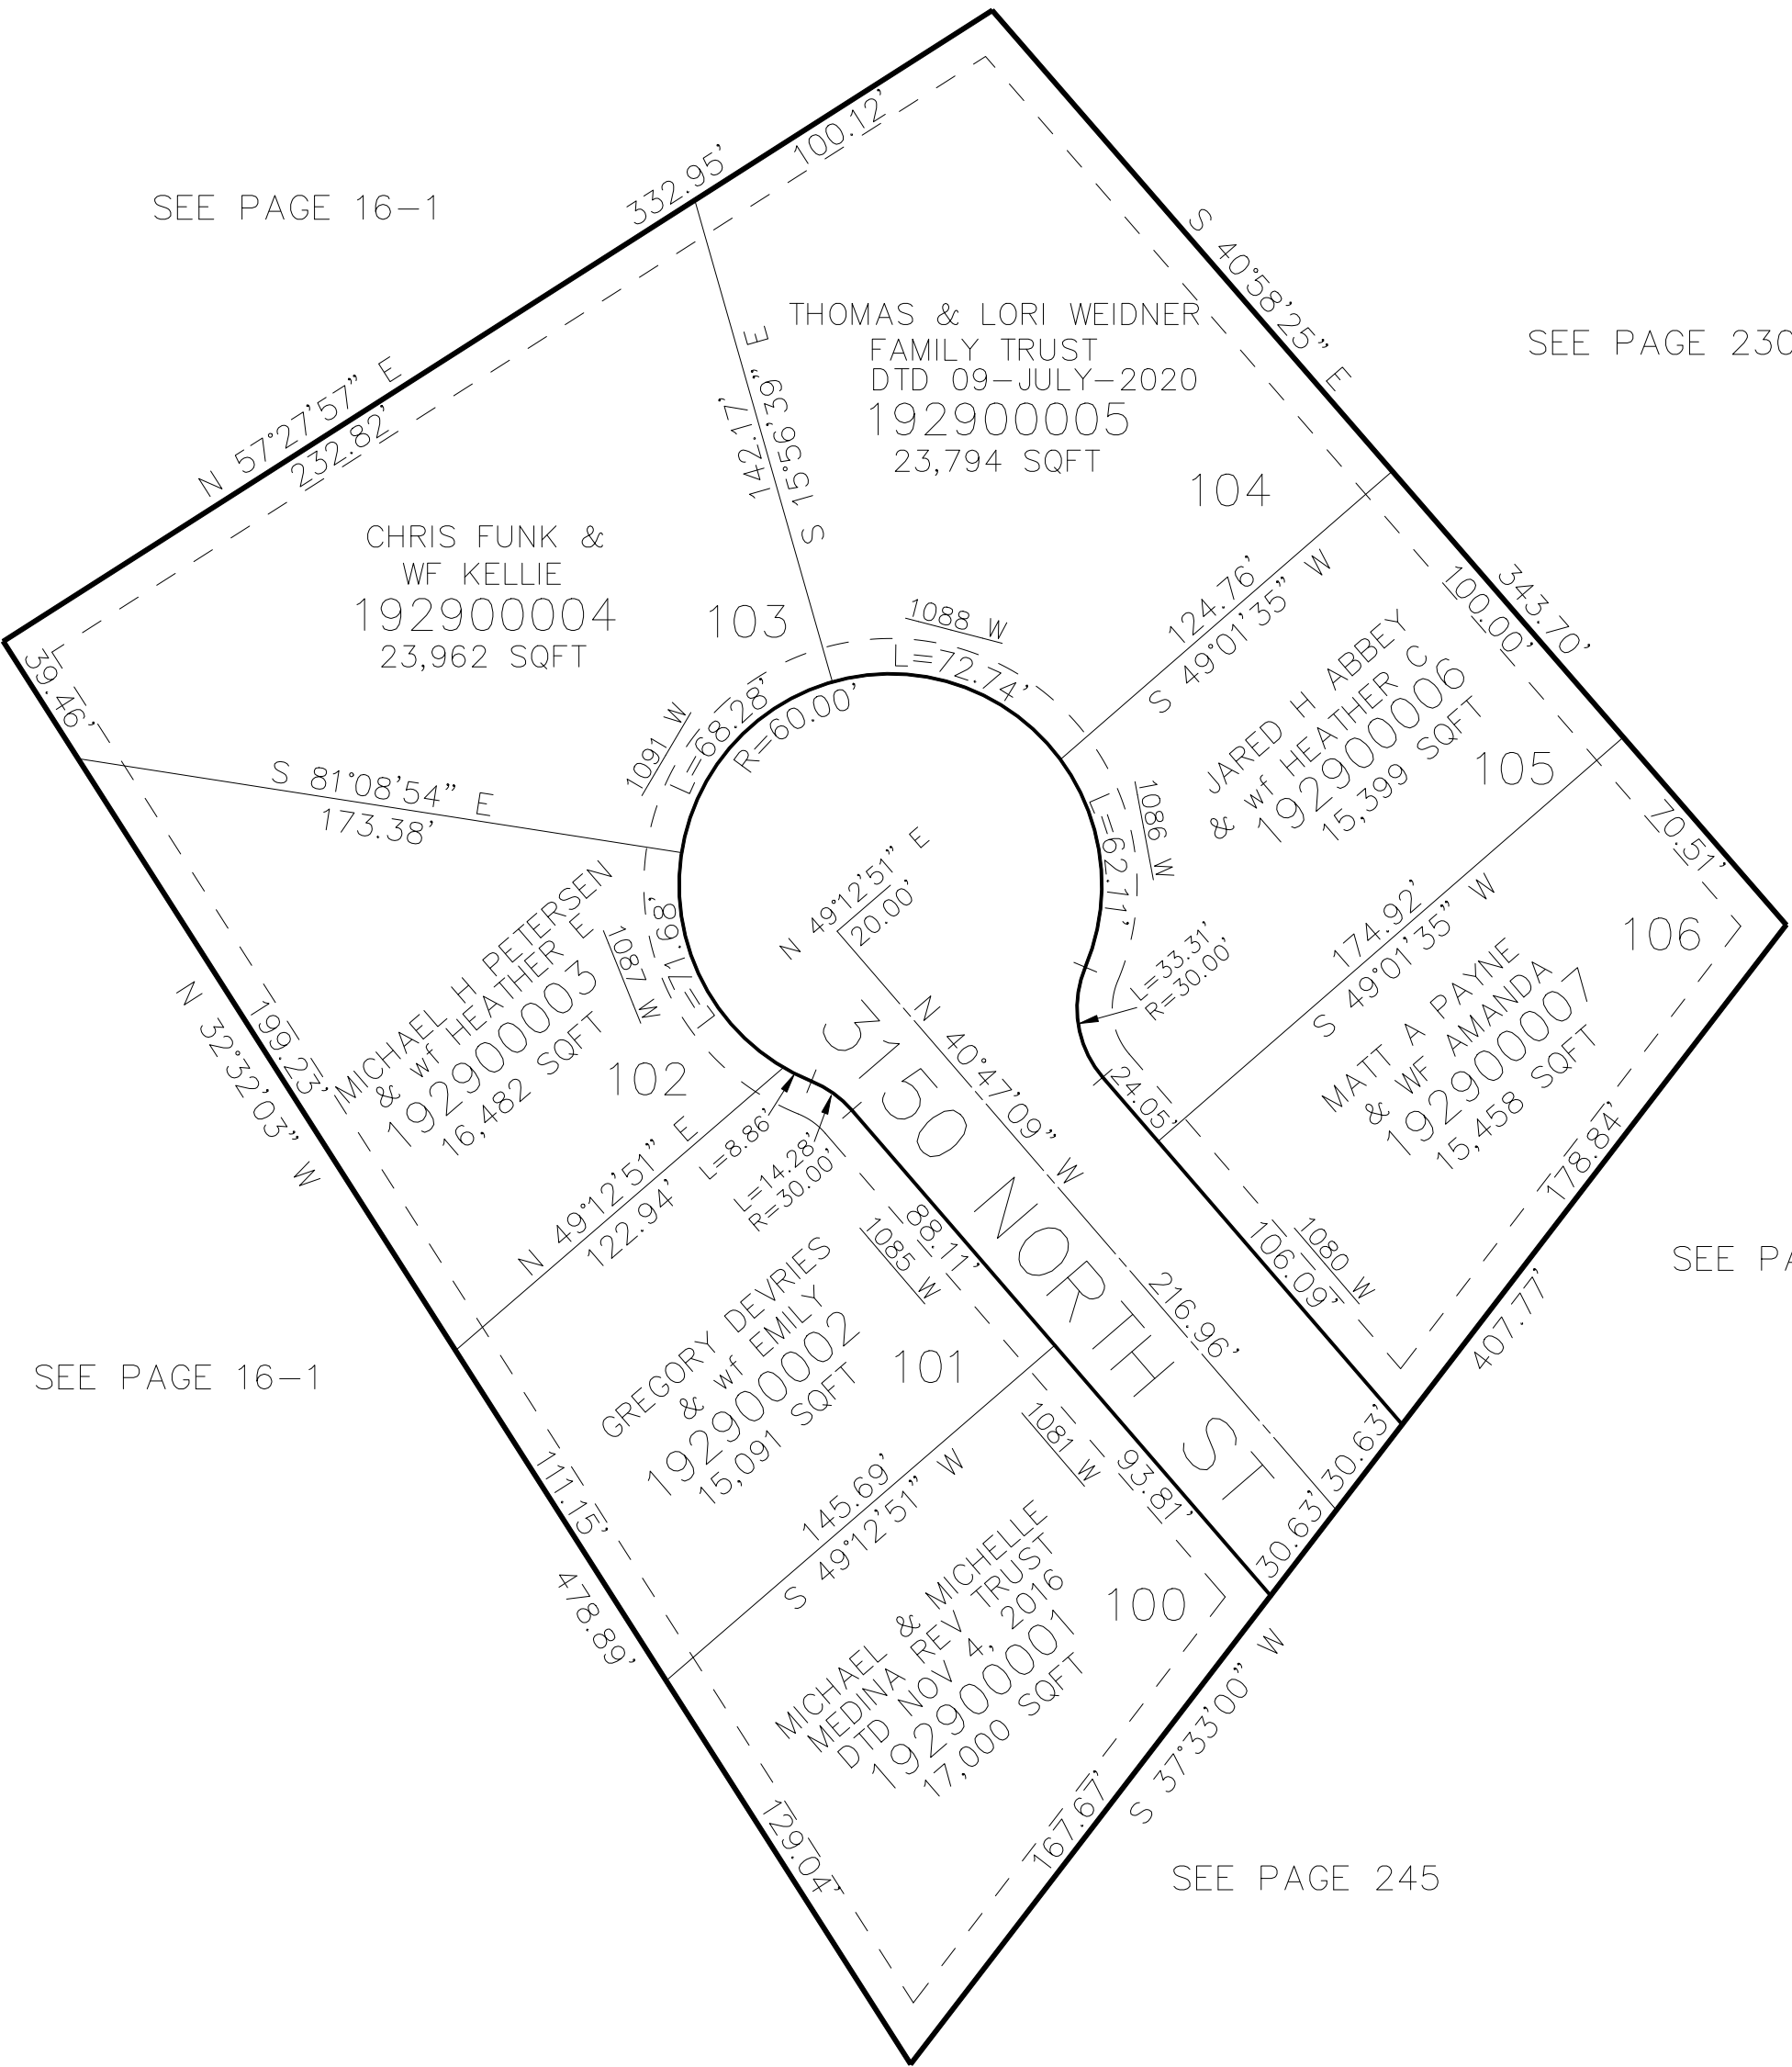 SEE PAGE 16-1
332.95'
100.12'
N 57°27'57" E
232.82'
S 40°58'25" E
SEE PAGE 230
THOMAS & LORI WEIDNER
FAMILY TRUST
DTD 09-JULY-2020
192900005
23,794 SQFT
104
142.17'
S 15°56'39" E
CHRIS FUNK &
WF KELLIE
192900004
23,962 SQFT
103
39.46'
S 81°08'54" E
173.38'
1091 W
L=68.28'
R=60.00'
1088 W
L=72.74'
124.76'
S 49°01'35" W
343.70'
100.00'
JARED H ABBEY
& wf HEATHER C
192900006
15,399 SQFT
105
1086 W
L=62.11'
70.51'
L=33.31'
R=30.00'
174.92'
S 49°01'35" W
106
MATT A PAYNE
& WF AMANDA
192900007
15,458 SQFT
178.84'
407.77'
SEE PA
N 49°12'51" E
20.00'
N 40°47'09" W
216.96'
3150 NORTH ST
24.05'
106.09'
1080 W
MICHAEL H PETERSEN
& wf HEATHER E
192900003
16,482 SQFT
102
1087 W
L=71.68'
199.23'
N 32°32'03" W
N 49°12'51" E
122.94'
L=8.86'
L=14.28'
R=30.00'
88.11'
1085 W
GREGORY DEVRIES
& wf EMILY
192900002
15,091 SQFT
101
SEE PAGE 16-1
111.15'
478.89'
145.69'
S 49°12'51" W
1081 W
93.81'
30.63'
30.63'
MICHAEL & MICHELLE
MEDINA REV TRUST
DTD NOV 4, 2016
192900001
17,000 SQFT
100
129.04'
167.67'
S 37°33'00" W
SEE PAGE 245